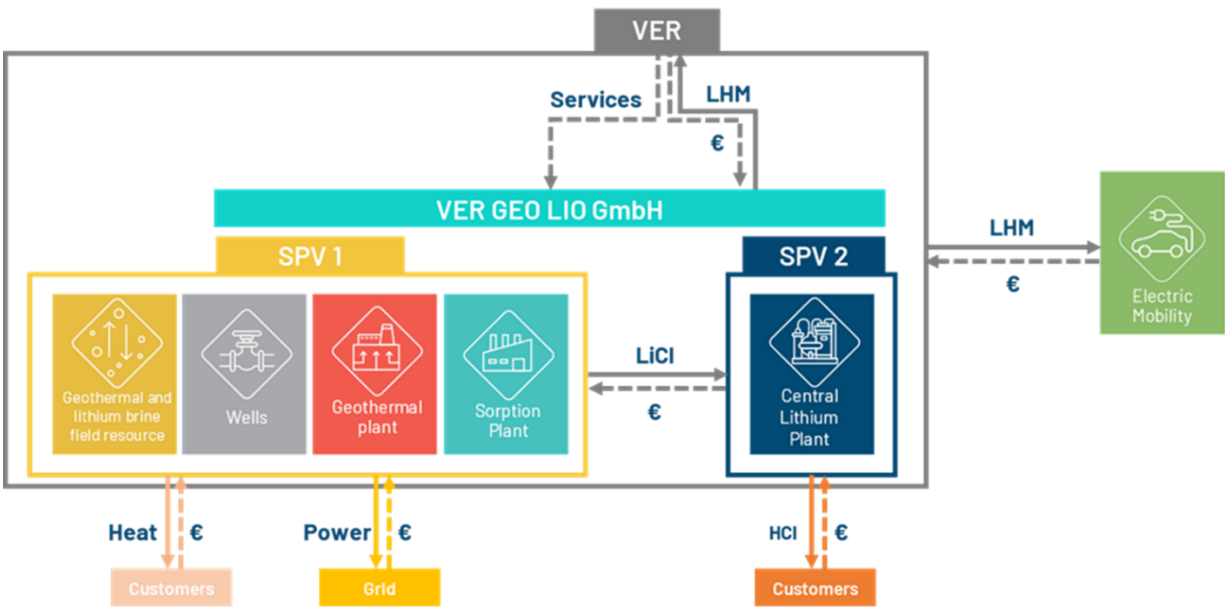 VER
Services
LHM
€
VER GEO LIO GmbH
SPV 1
SPV 2
LHM
€
Electric
Mobility
Geothermal and
lithium brine
field resource
Wells
Geothermal
plant
Sorption
Plant
LiCl
€
Central
Lithium
Plant
Heat
€
Power
€
HCl
€
Customers
Grid
Customers